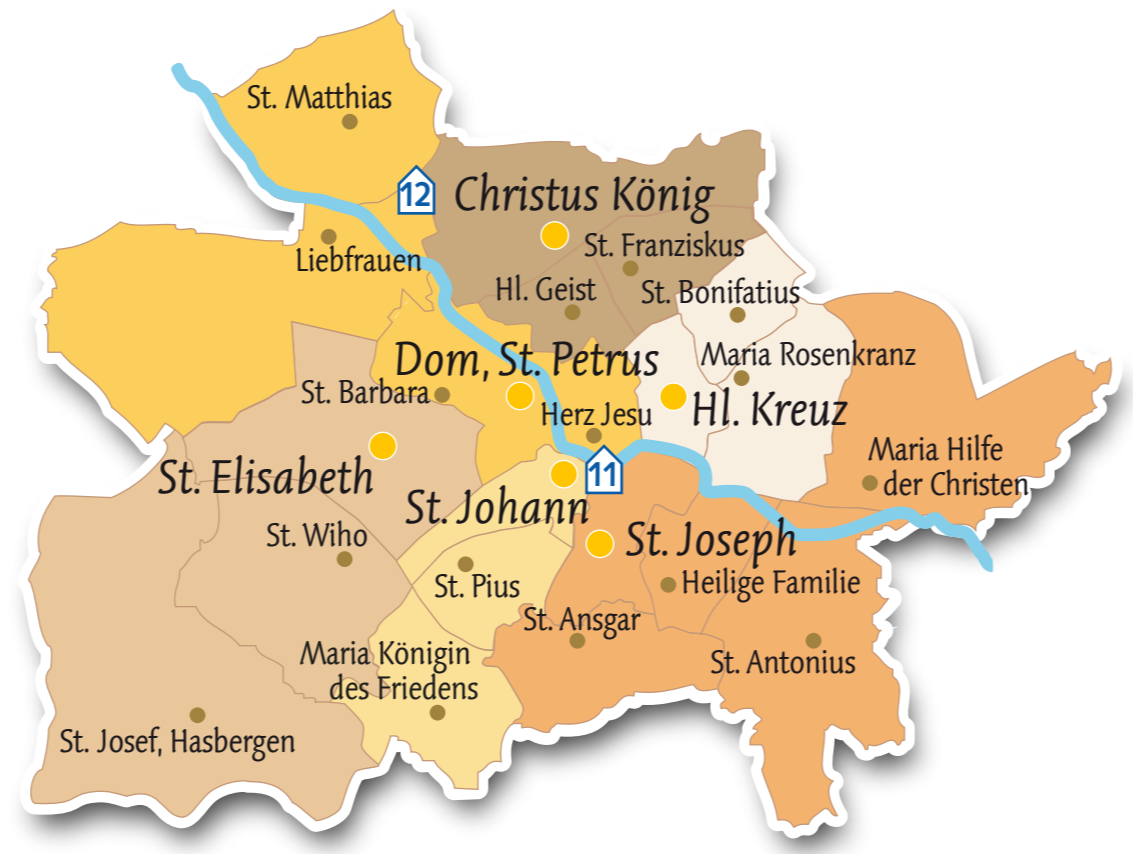 St. Matthias
12
Christus König
St. Franziskus
Liebfrauen
Hl. Geist
St. Bonifatius
Dom, St. Petrus
Maria Rosenkranz
St. Barbara
Herz Jesu
Hl. Kreuz
Maria Hilfe
der Christen
St. Elisabeth
11
St. Johann
St. Wiho
St. Joseph
St. Pius
Heilige Familie
St. Ansgar
Maria Königin
des Friedens
St. Antonius
St. Josef, Hasbergen